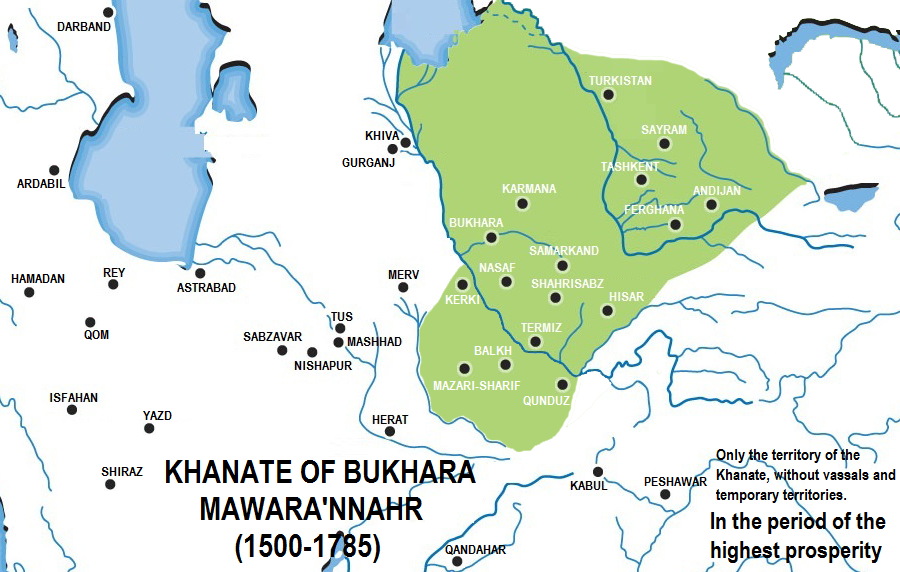 DARBAND
TURKISTAN
SAYRAM
KHIVA
GURGANJ
TASHKENT
ARDABIL
KARMANA
ANDIJAN
FERGHANA
BUKHARA
SAMARKAND
NASAF
HAMADAN
REY
ASTRABAD
MERV
SHAHRISABZ
KERKI
HISAR
TUS
QOM
SABZAVAR
MASHHAD
TERMIZ
NISHAPUR
BALKH
MAZARI-SHARIF
ISFAHAN
QUNDUZ
YAZD
HERAT
SHIRAZ
KABUL
PESHAWAR
QANDAHAR
KHANATE OF BUKHARA
MAWARA'NNAHR
(1500-1785)
Only the territory of the
Khanate, without vassals and
temporary territories.
In the period of the
highest prosperity